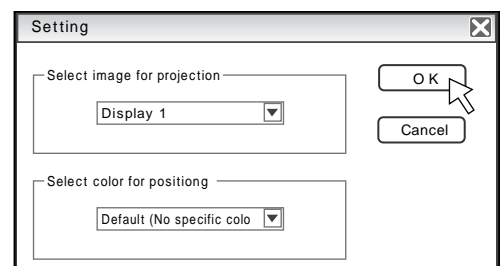 Setting
Select image for projection
OK
Display 1
Cancel
Select color for positiong
Default (No specific colo